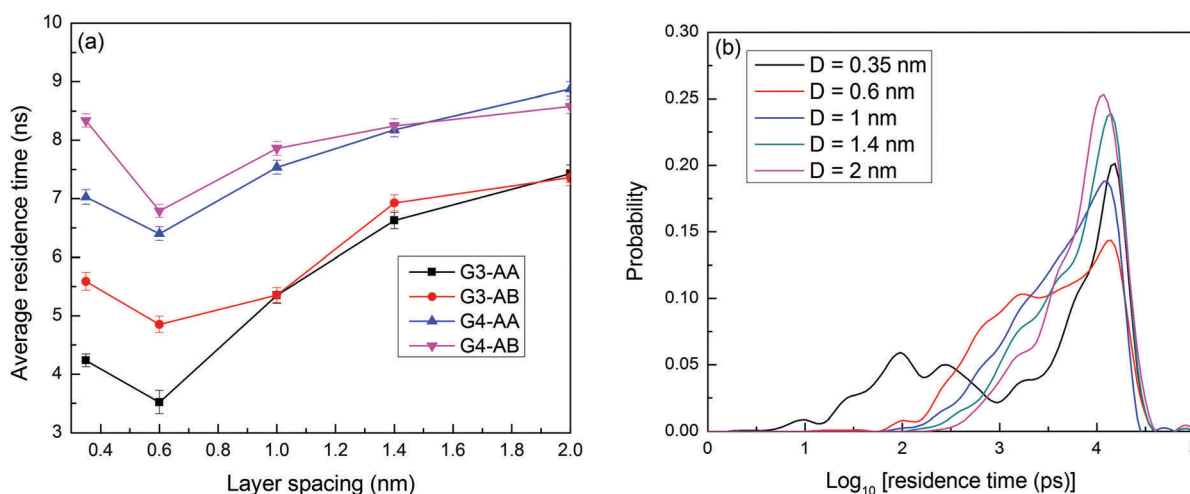 (a)
10
9
8
7
6
5
4
3
Average residence time (ns)
0.4 0.6 0.8 1.0 1.2 1.4 1.6 1.8 2.0
Layer spacing (nm)
G3-AA
G3-AB
G4-AA
G4-AB
(b)
0.30
0.25
0.20
0.15
0.10
0.05
0.00
Probability
D = 0.35 nm
D = 0.6 nm
D = 1 nm
D = 1.4 nm
D = 2 nm
0 1 2 3 4 5
Log₁₀ [residence time (ps)]